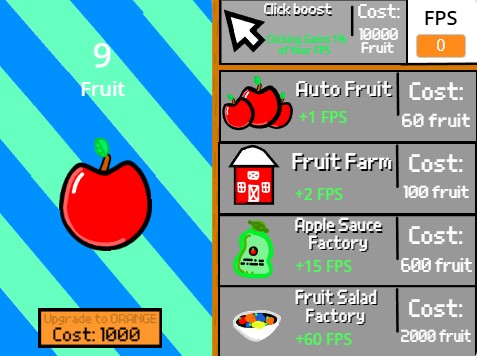 9
Fruit
Upgrade to ORANGE
Cost: 1000
Click boost
Clicking Gains 1%
of Your FPS
Cost:
10000
Fruit
FPS
0
Auto Fruit
+1 FPS
Cost:
60 fruit
Fruit Farm
+2 FPS
Cost:
100 fruit
Apple Sauce
Factory
+15 FPS
Cost:
600 fruit
Fruit Salad
Factory
+60 FPS
Cost:
2000 fruit